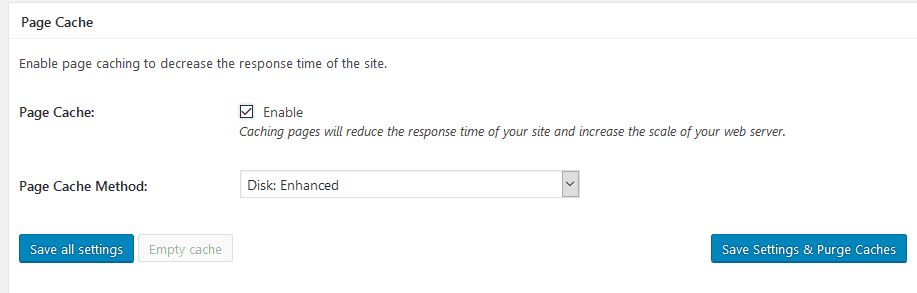 Page Cache
Enable page caching to decrease the response time of the site.
Page Cache: Enable
Caching pages will reduce the response time of your site and increase the scale of your web server.
Page Cache Method: Disk: Enhanced
Save all settings Empty cache Save Settings & Purge Caches